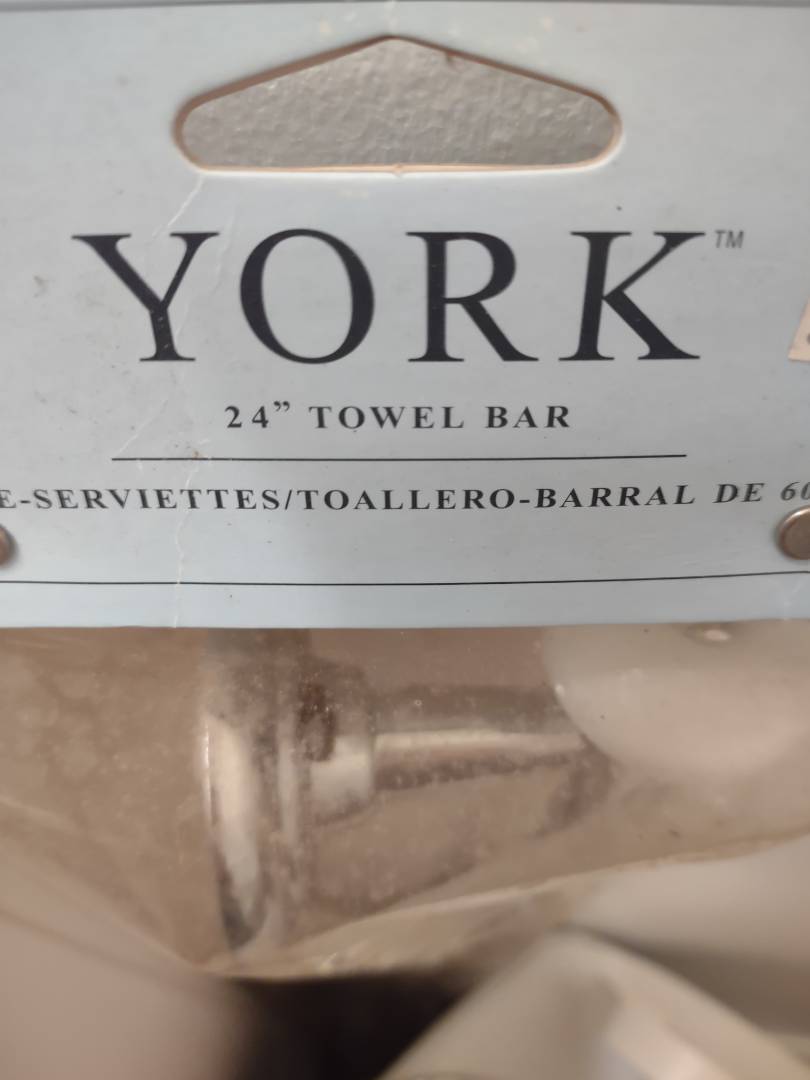 YORK™
24” TOWEL BAR
E-SERVIETTES/TOALLERO-BARRAL DE 60